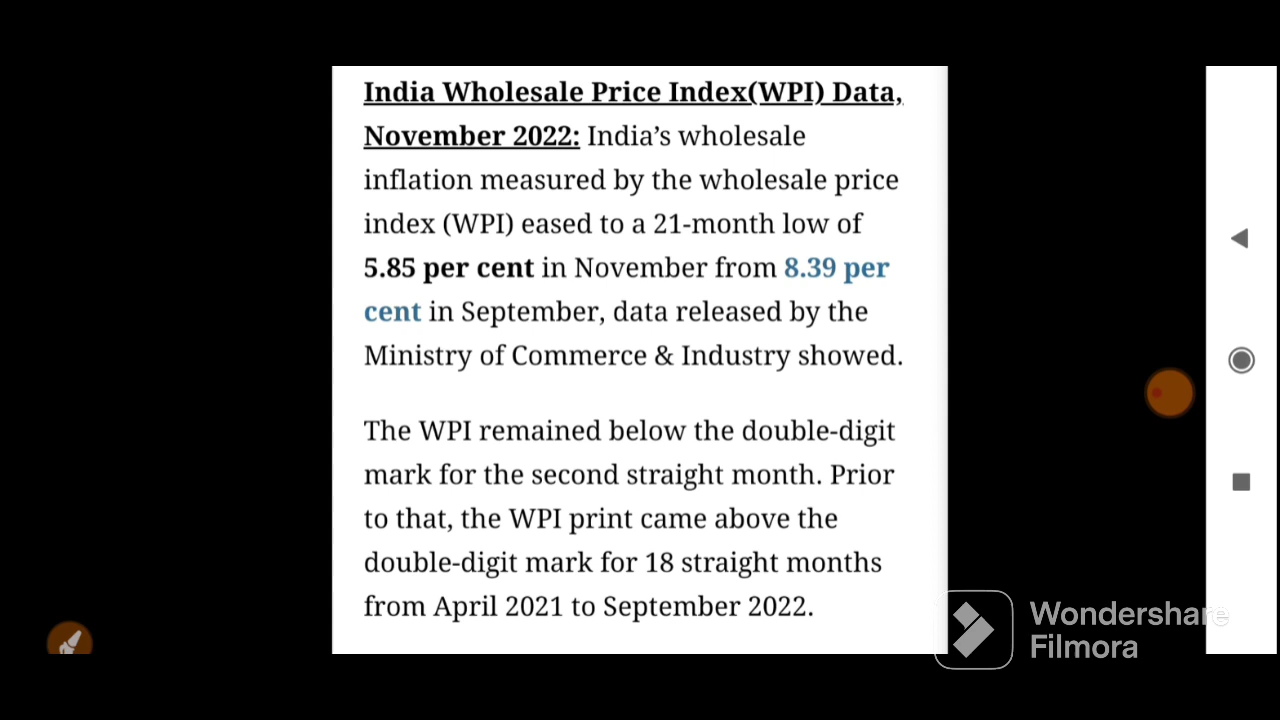 India Wholesale Price Index(WPI) Data,
November 2022: India’s wholesale
inflation measured by the wholesale price
index (WPI) eased to a 21-month low of
5.85 per cent in November from 8.39 per
cent in September, data released by the
Ministry of Commerce & Industry showed.
The WPI remained below the double-digit
mark for the second straight month. Prior
to that, the WPI print came above the
double-digit mark for 18 straight months
from April 2021 to September 2022.
Wondershare
Filmora